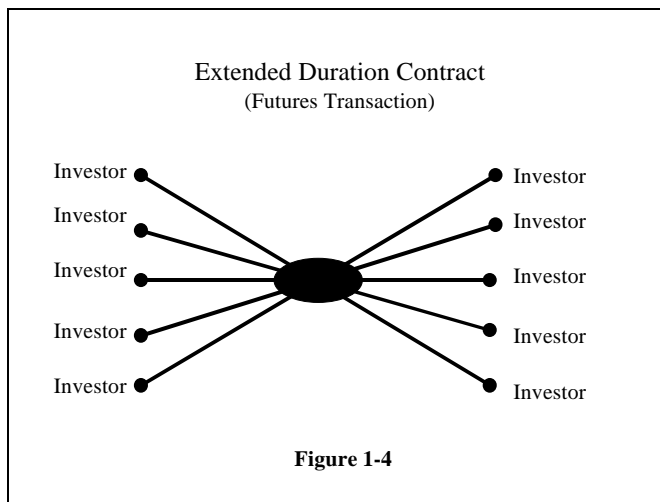 Extended Duration Contract
(Futures Transaction)
Investor
Investor
Investor
Investor
Investor
Investor
Investor
Investor
Investor
Investor
Figure 1-4